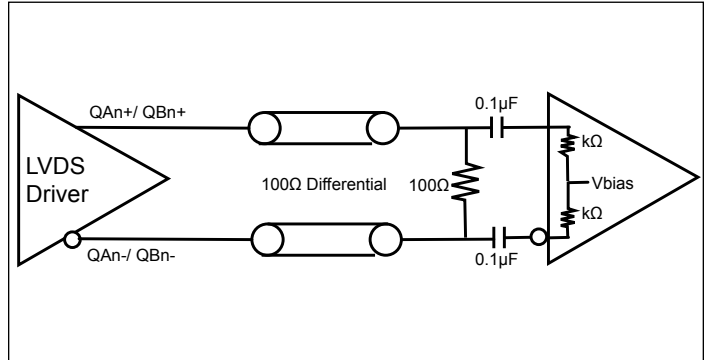 QAn+/ QBn+
0.1µF
LVDS
Driver
kΩ
100Ω Differential
100Ω
Vbias
kΩ
QAn-/ QBn-
0.1µF